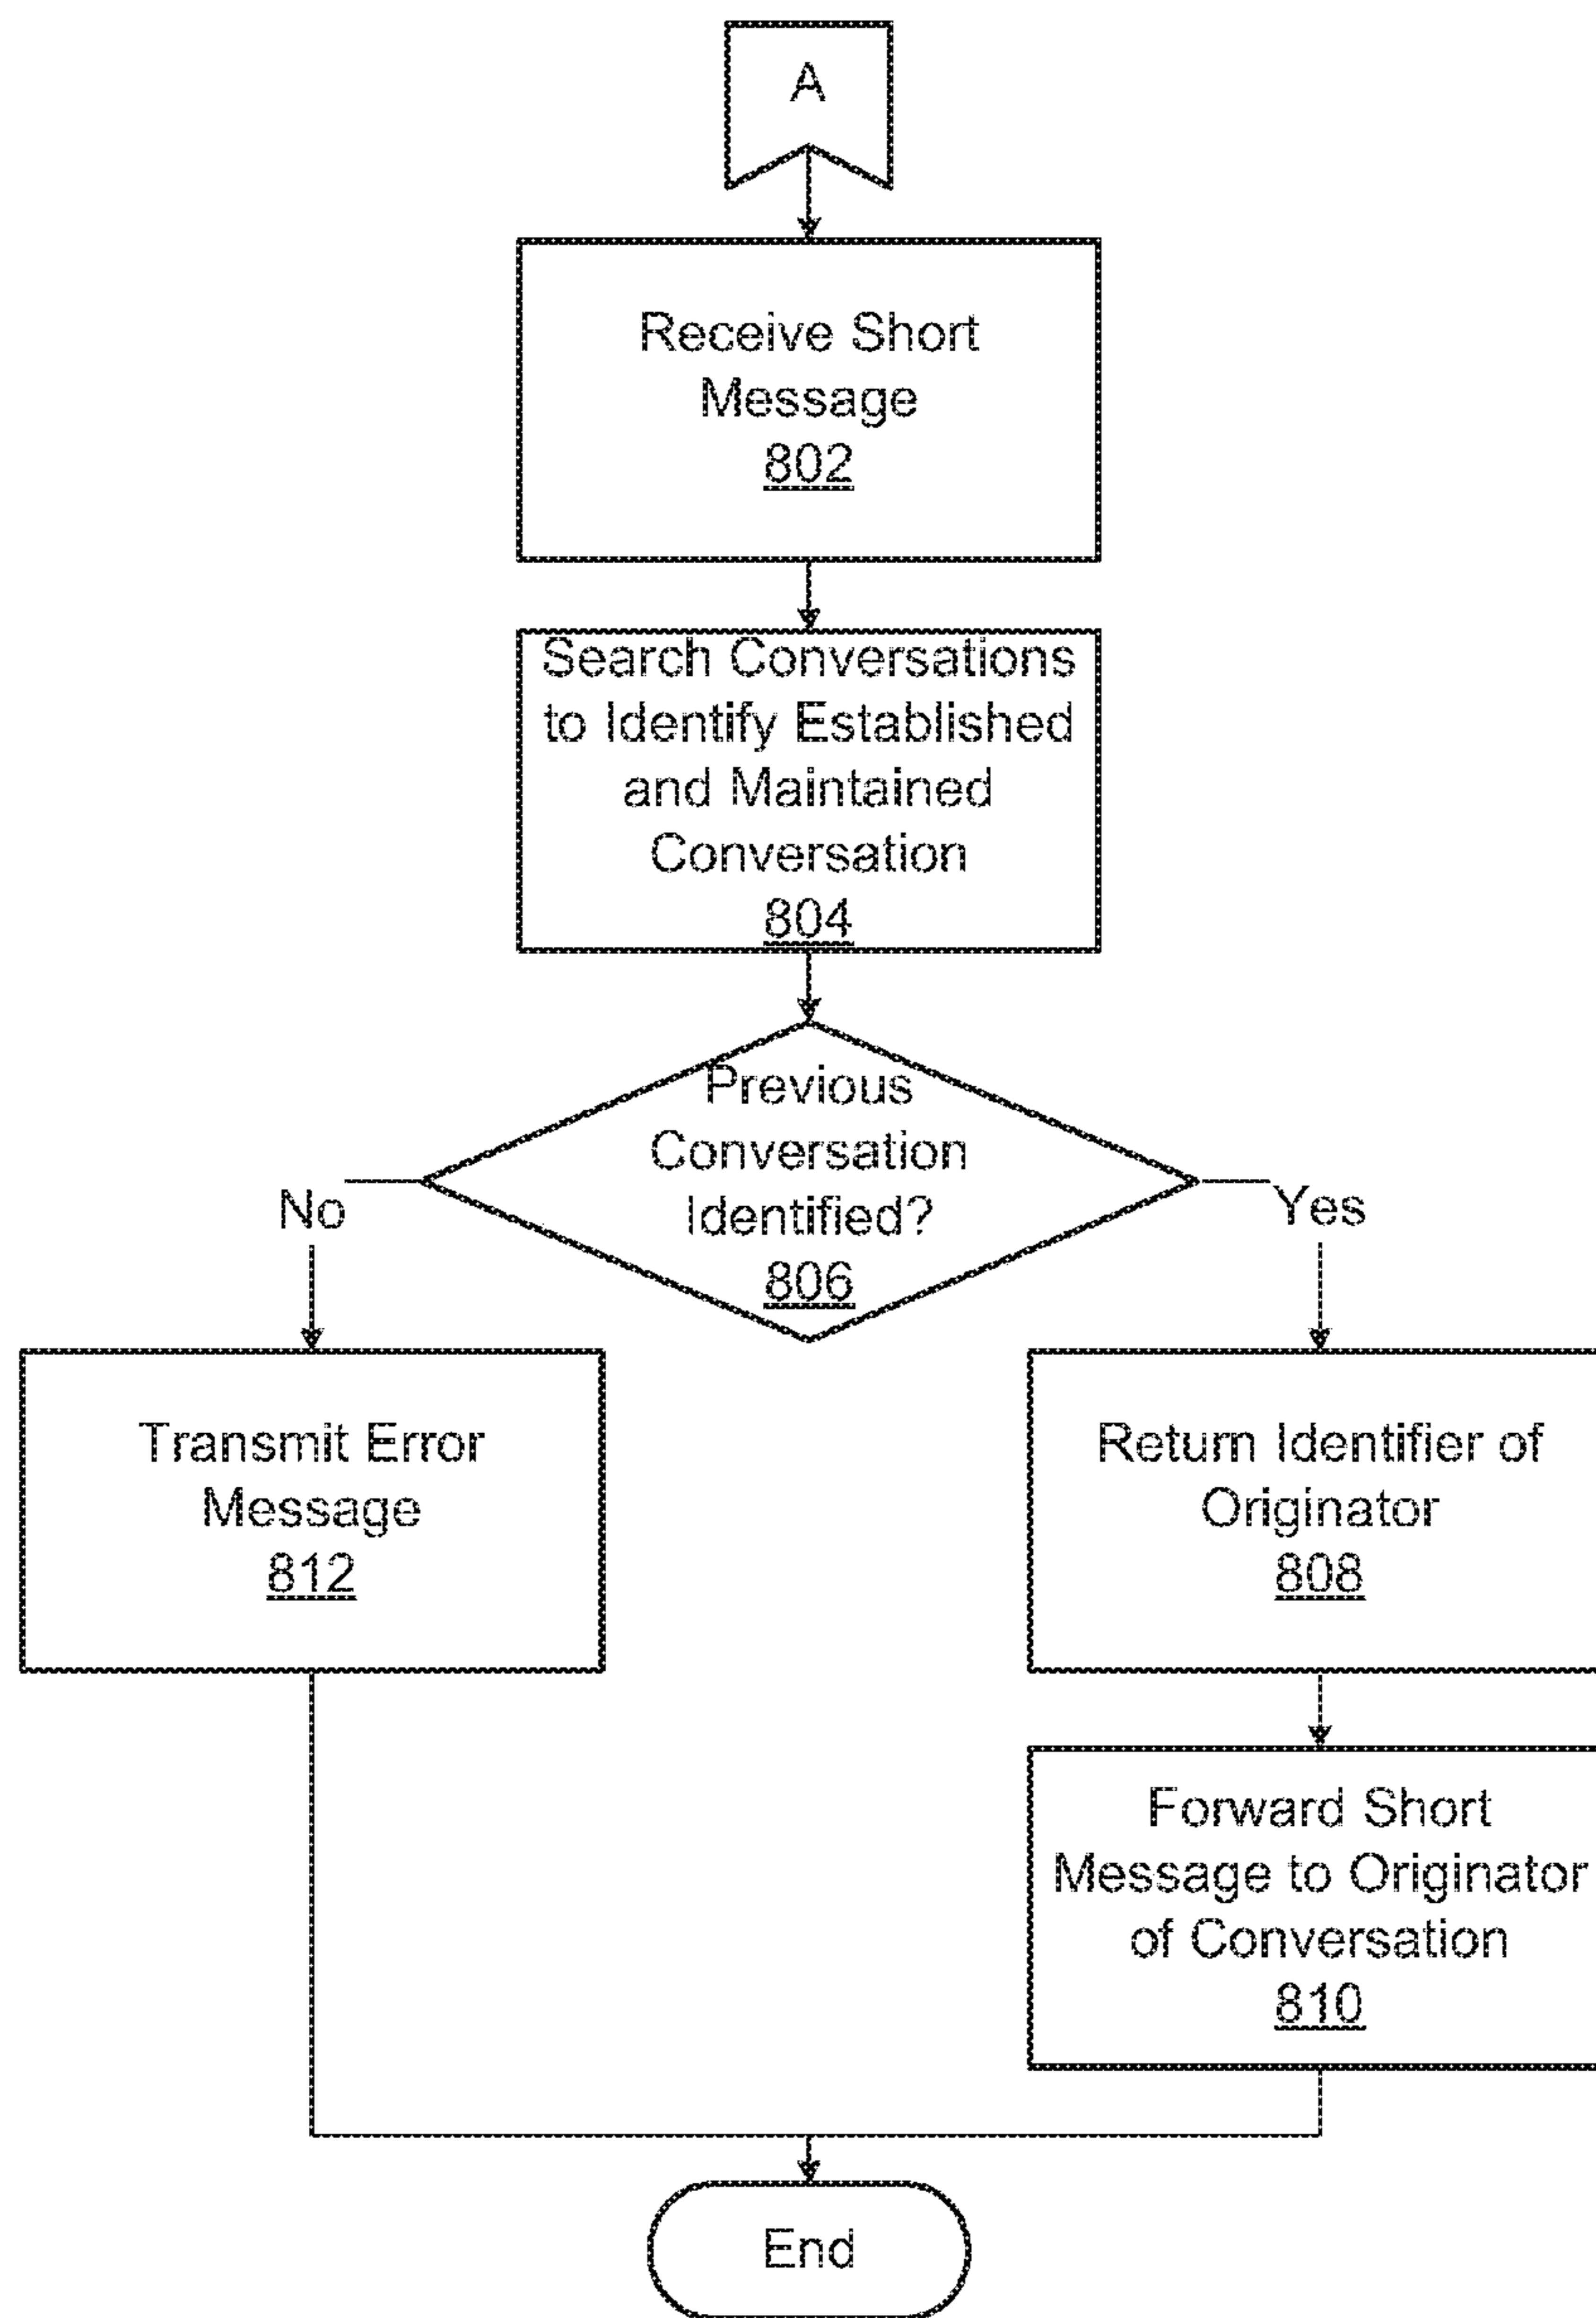 A
Receive Short
Message
802
Search Conversations
to Identify Established
and Maintained
Conversation
804
Previous
Conversation
Identified?
806
No
Yes
Transmit Error
Message
812
Return Identifier of
Originator
808
Forward Short
Message to Originator
of Conversation
810
End